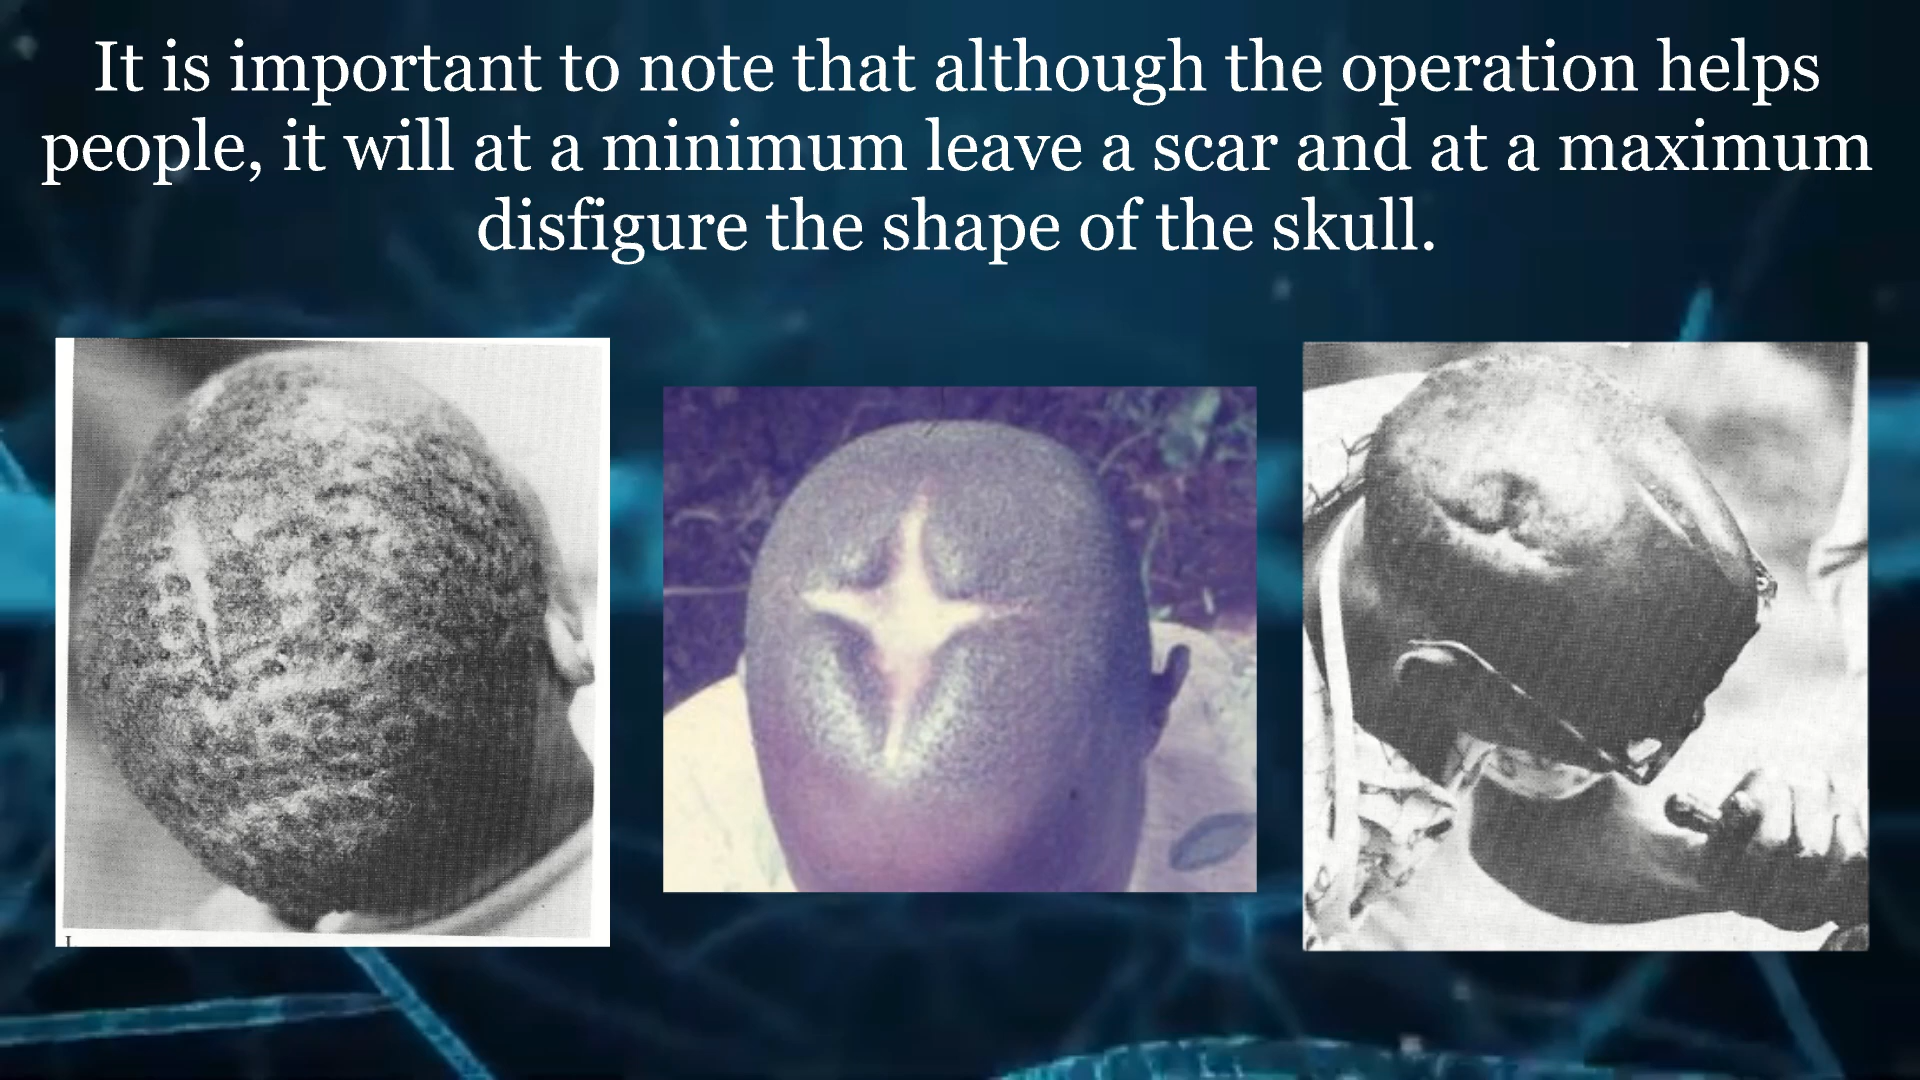 It is important to note that although the operation helps
people, it will at a minimum leave a scar and at a maximum
disfigure the shape of the skull.